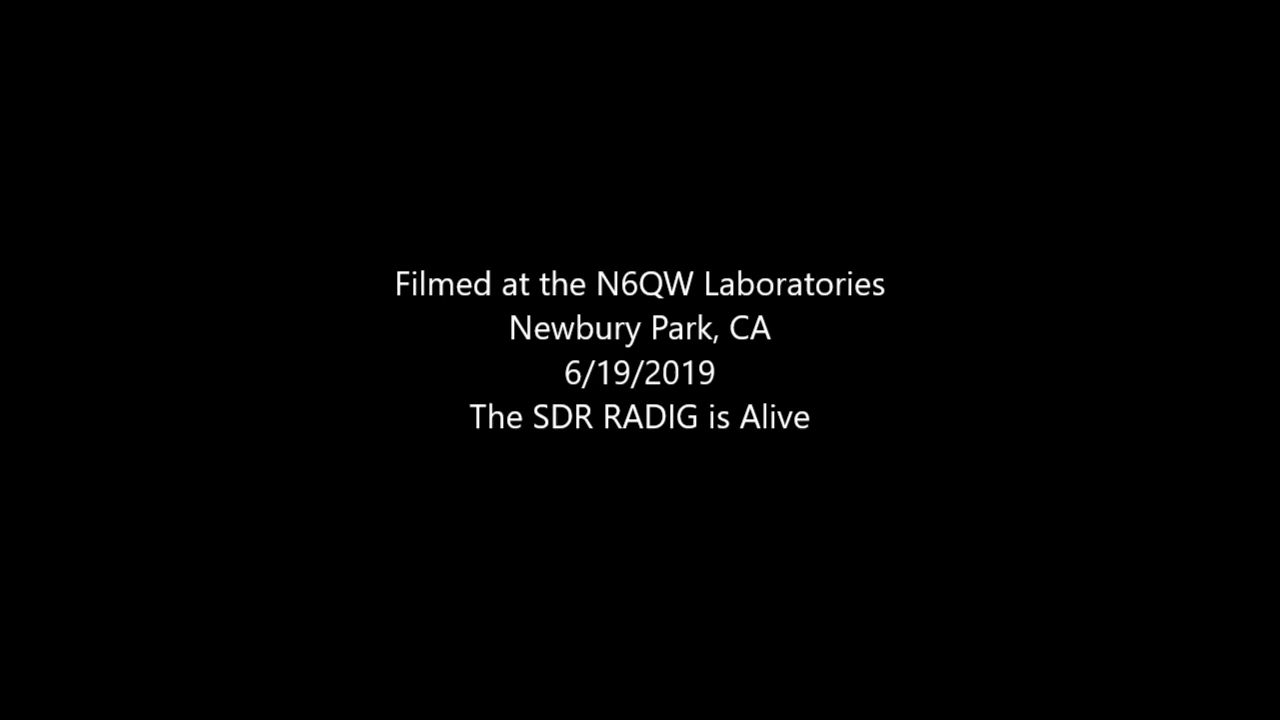 Filmed at the N6QW Laboratories
Newbury Park, CA
6/19/2019
The SDR RADIG is Alive